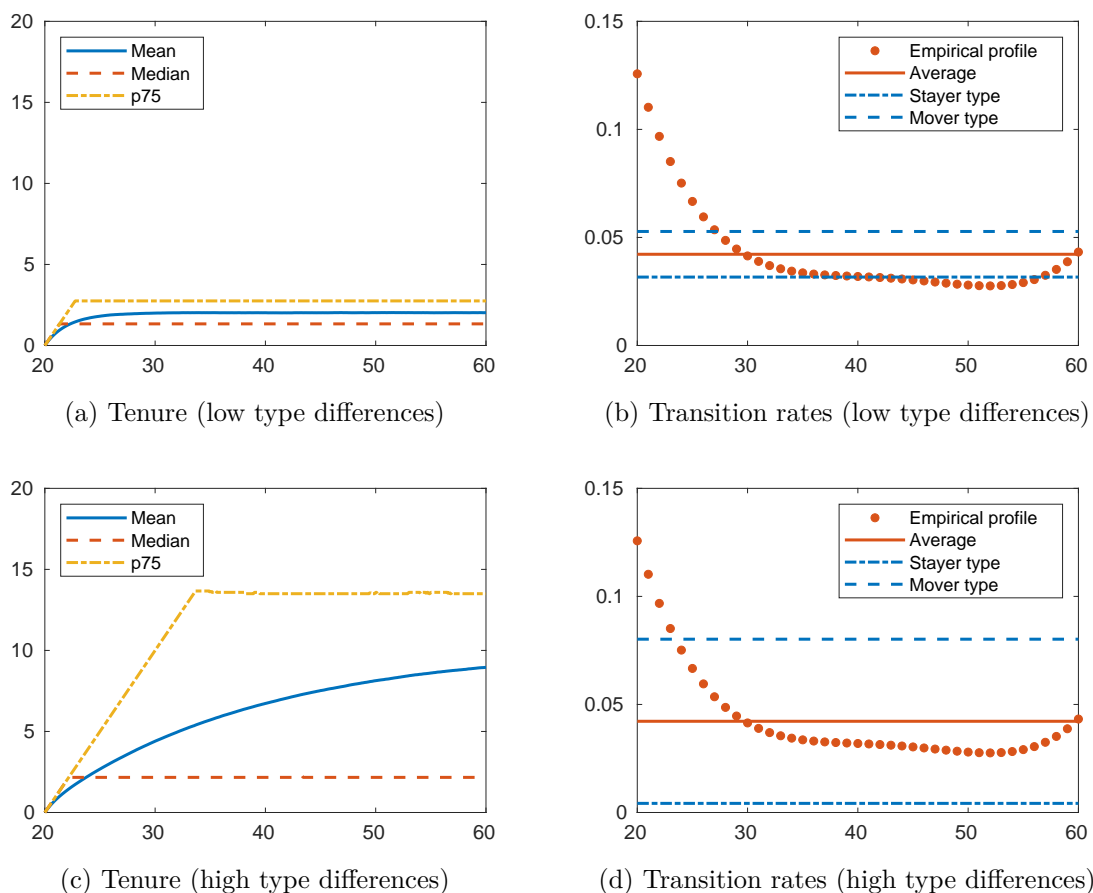 20
15
10
5
0
20 30 40 50 60
Mean
Median
p75
(a) Tenure (low type differences)
0.15
0.1
0.05
0
20 30 40 50 60
Empirical profile
Average
Stayer type
Mover type
(b) Transition rates (low type differences)
20
15
10
5
0
20 30 40 50 60
Mean
Median
p75
(c) Tenure (high type differences)
0.15
0.1
0.05
0
20 30 40 50 60
Empirical profile
Average
Stayer type
Mover type
(d) Transition rates (high type differences)